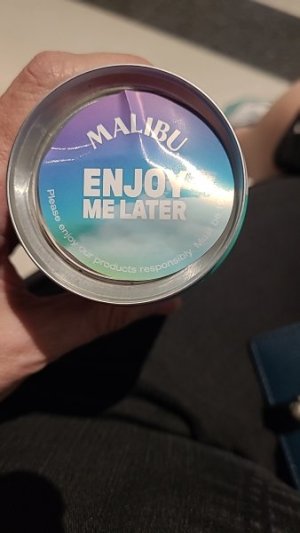 MALIBU
ENJOY
ME LATER
Please enjoy our products responsibly.